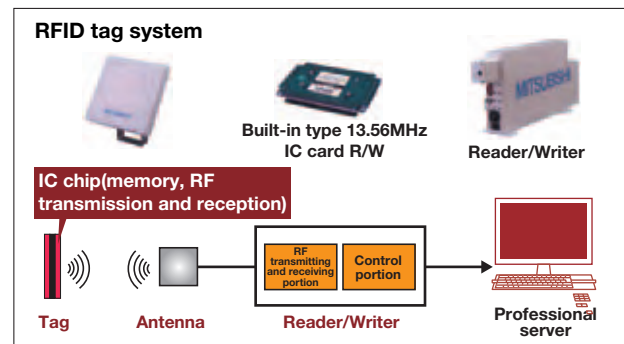 RFID tag system
MITSUBISHI
Built-in type 13.56MHz
IC card R/W
Reader/Writer
IC chip(memory, RF
transmission and reception)
RF
transmitting
and receiving
portion
Control
portion
Tag
Antenna
Reader/Writer
Professional
server